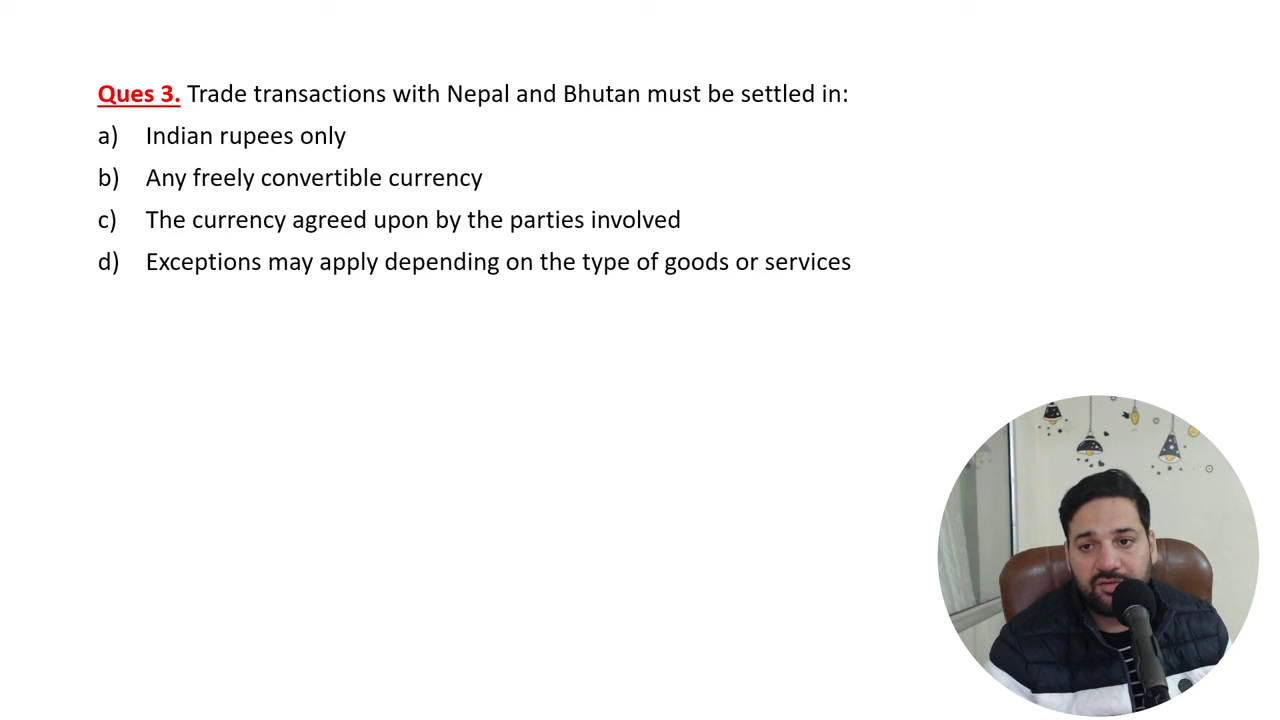 Ques 3. Trade transactions with Nepal and Bhutan must be settled in:
a) Indian rupees only
b) Any freely convertible currency
c) The currency agreed upon by the parties involved
d) Exceptions may apply depending on the type of goods or services